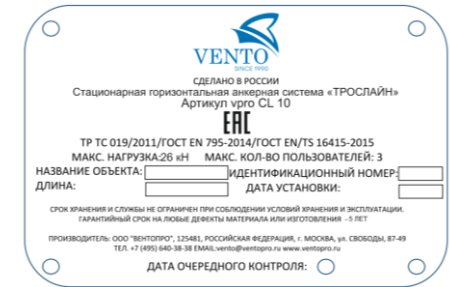 VENTO
SINCE 1990
СДЕЛАНО В РОССИИ
Стационарная горизонтальная анкерная система «ТРОСЛАЙН»
Артикул vpro CL 10
ЕАС
ТР ТС 019/2011/ГОСТ EN 795-2014/ГОСТ EN/TS 16415-2015
МАКС. НАГРУЗКА:26 кН МАКС. КОЛ-ВО ПОЛЬЗОВАТЕЛЕЙ: 3
НАЗВАНИЕ ОБЪЕКТА: ИДЕНТИФИКАЦИОННЫЙ НОМЕР:
ДЛИНА: ДАТА УСТАНОВКИ:
СРОК ХРАНЕНИЯ И СЛУЖБЫ НЕ ОГРАНИЧЕН ПРИ СОБЛЮДЕНИИ УСЛОВИЙ ХРАНЕНИЯ И ЭКСПЛУАТАЦИИ.
ГАРАНТИЙНЫЙ СРОК НА ЛЮБЫЕ ДЕФЕКТЫ МАТЕРИАЛА ИЛИ ИЗГОТОВЛЕНИЯ - 5 ЛЕТ
ПРОИЗВОДИТЕЛЬ: ООО "ВЕНТОПРО", 125481, РОССИЙСКАЯ ФЕДЕРАЦИЯ, г. МОСКВА, ул. СВОБОДЫ, 87-49
ТЕЛ. +7 (495) 640-38-38 EMAIL:vento@ventopro.ru www.ventopro.ru
ДАТА ОЧЕРЕДНОГО КОНТРОЛЯ: